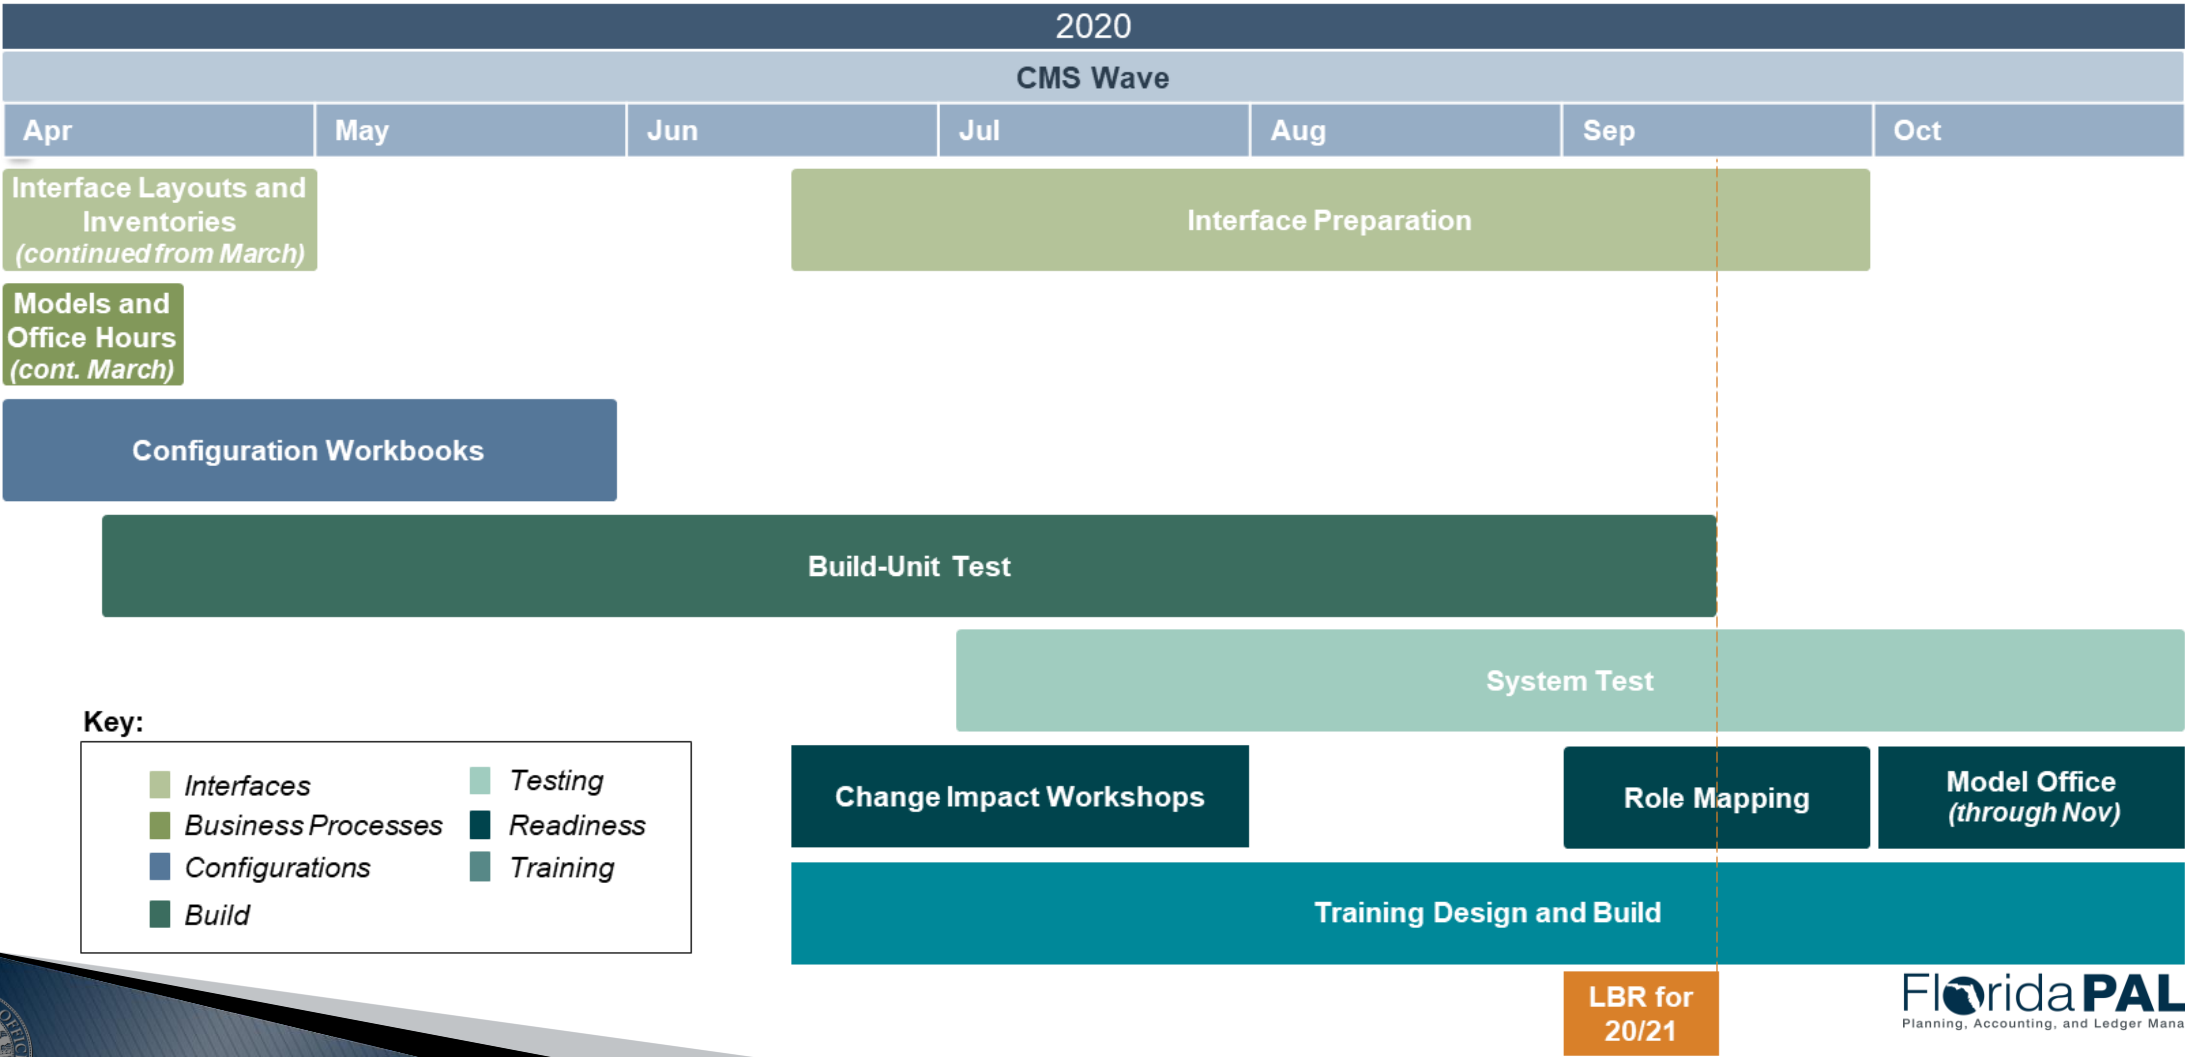 2020
CMS Wave
Apr May Jun Jul Aug Sep Oct
Interface Layouts and
Inventories
(continued from March)
Interface Preparation
Models and
Office Hours
(cont. March)
Configuration Workbooks
Build-Unit Test
System Test
Change Impact Workshops
Role Mapping
Model Office
(through Nov)
Training Design and Build
LBR for
20/21
Key:
Interfaces
Business Processes
Configurations
Build
Testing
Readiness
Training
Florida PAL
Planning, Accounting, and Ledger Mana